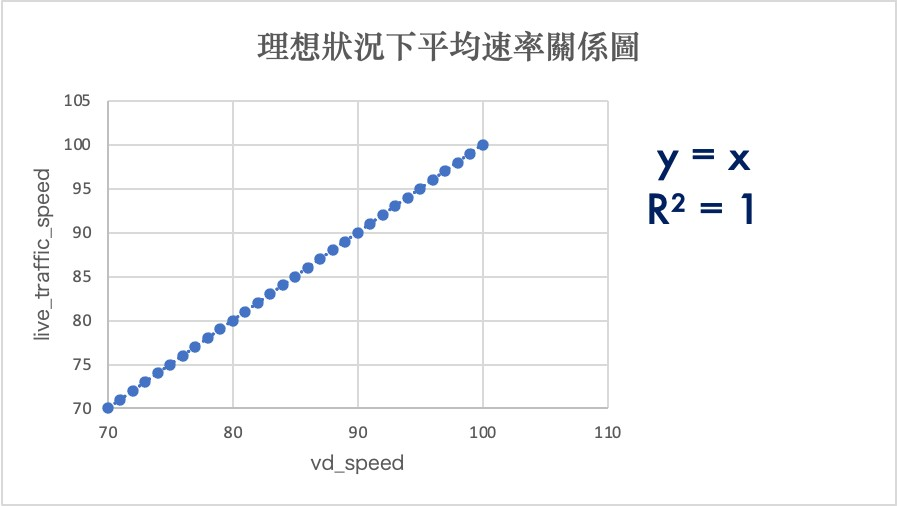 理想狀況下平均速率關係圖
105
100
95
90
85
80
75
70
live_traffic_speed
70 80 90 100 110
vd_speed
y = x
R² = 1